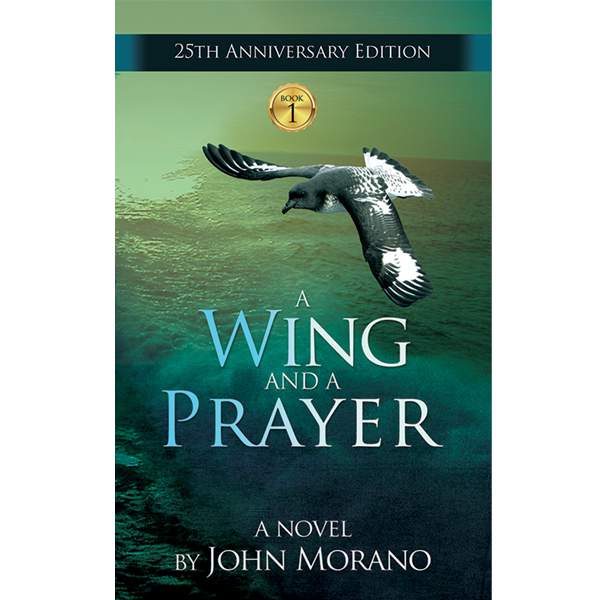 25TH ANNIVERSARY EDITION
BOOK
1
A
WING
AND A
PRAYER
A NOVEL
BY JOHN MORANO